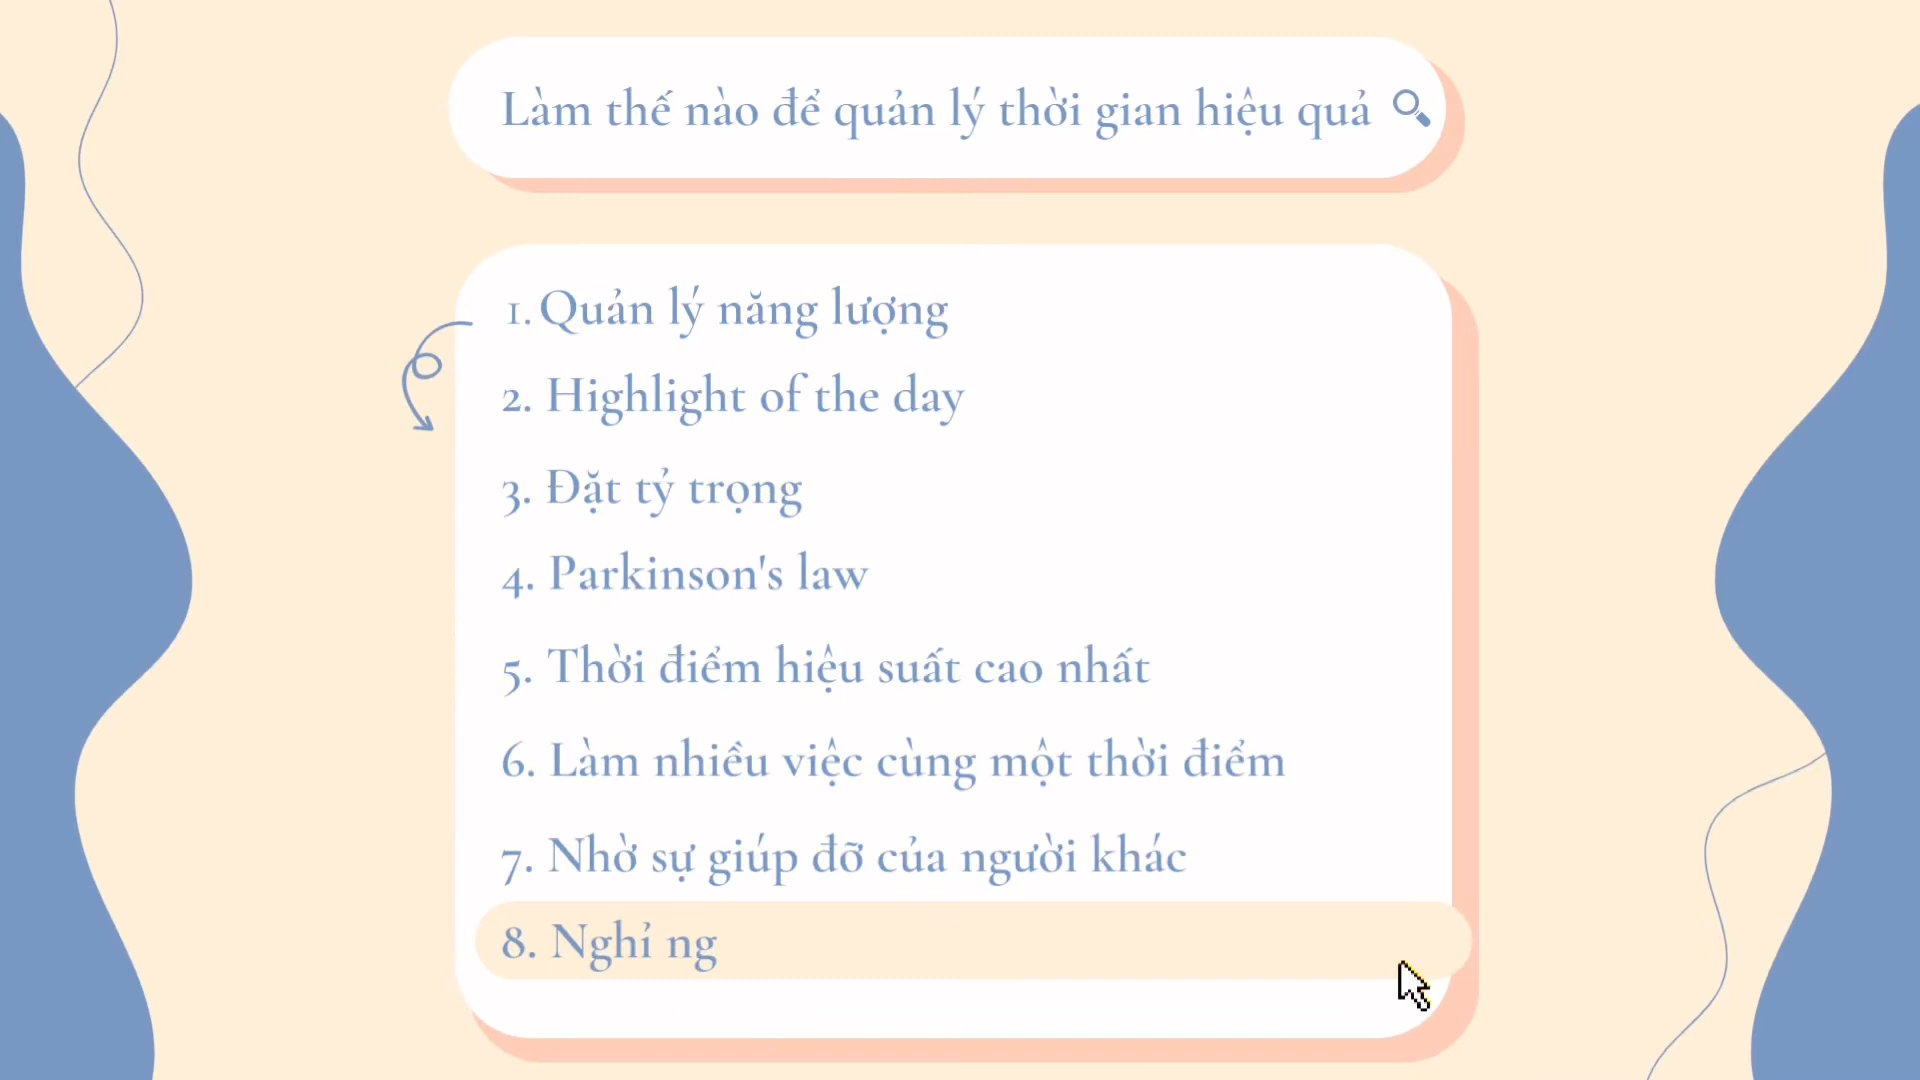 Làm thế nào để quản lý thời gian hiệu quả
1. Quản lý năng lượng
2. Highlight of the day
3. Đặt tỷ trọng
4. Parkinson's law
5. Thời điểm hiệu suất cao nhất
6. Làm nhiều việc cùng một thời điểm
7. Nhờ sự giúp đỡ của người khác
8. Nghỉ ng